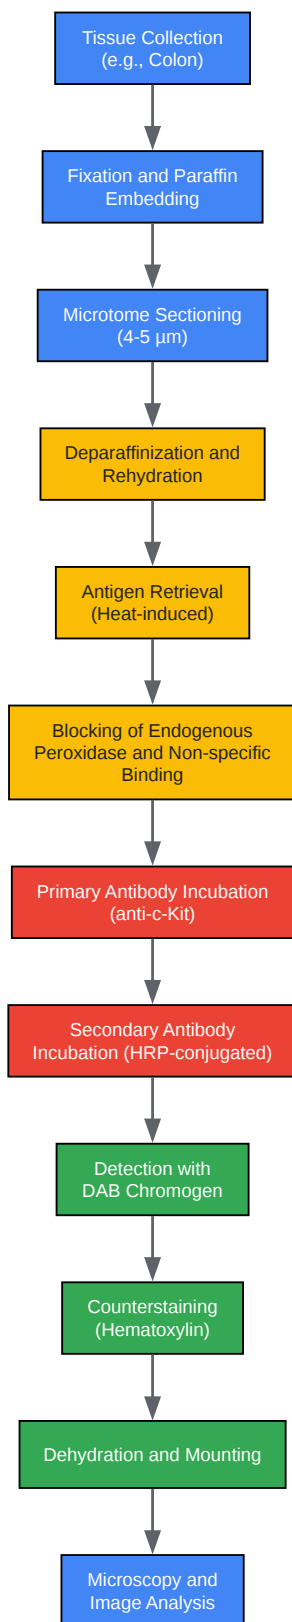 Tissue Collection
(e.g., Colon)
Fixation and Paraffin
Embedding
Microtome Sectioning
(4-5 µm)
Deparaffinization and
Rehydration
Antigen Retrieval
(Heat-induced)
Blocking of Endogenous
Peroxidase and Non-specific
Binding
Primary Antibody Incubation
(anti-c-Kit)
Secondary Antibody
Incubation (HRP-conjugated)
Detection with
DAB Chromogen
Counterstaining
(Hematoxylin)
Dehydration and Mounting
Microscopy and
Image Analysis